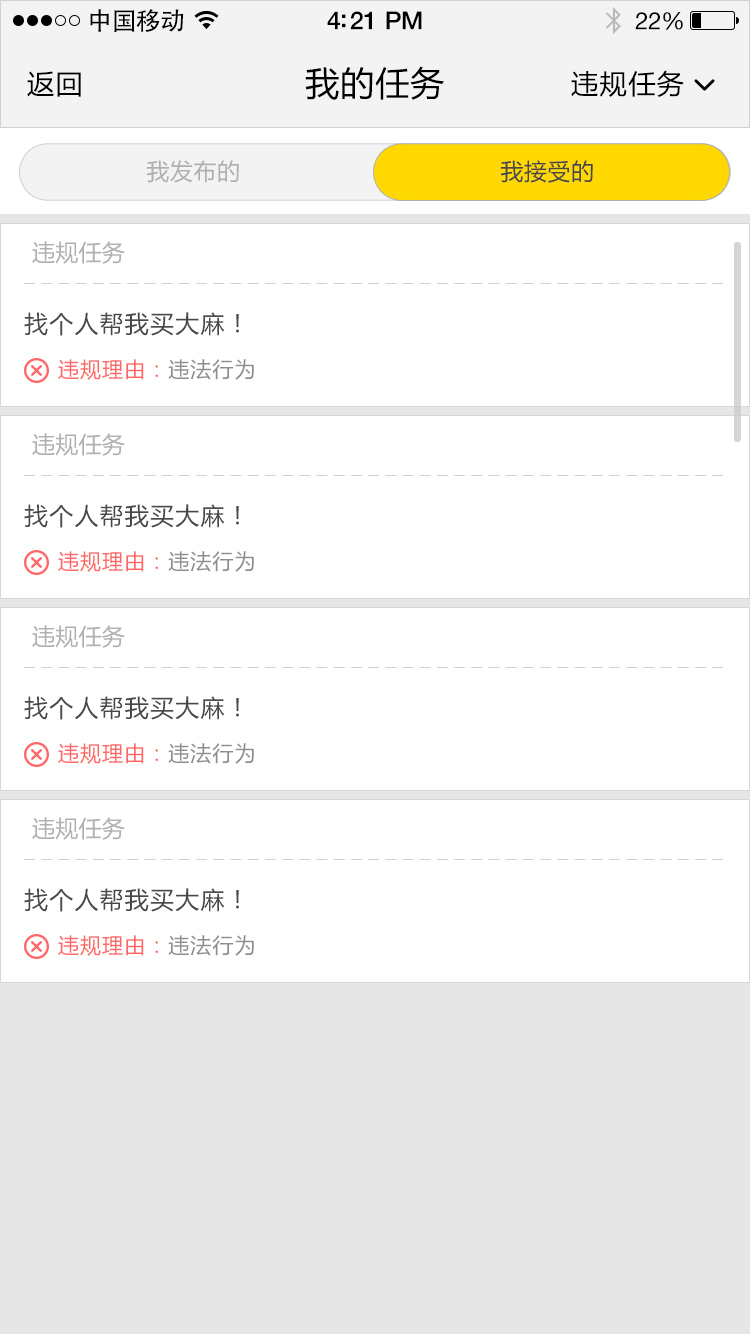 中国移动 4:21 PM 22%
返回 我的任务 违规任务
我发布的 我接受的
违规任务
找个人帮我买大麻！
违规理由：违法行为
违规任务
找个人帮我买大麻！
违规理由：违法行为
违规任务
找个人帮我买大麻！
违规理由：违法行为
违规任务
找个人帮我买大麻！
违规理由：违法行为